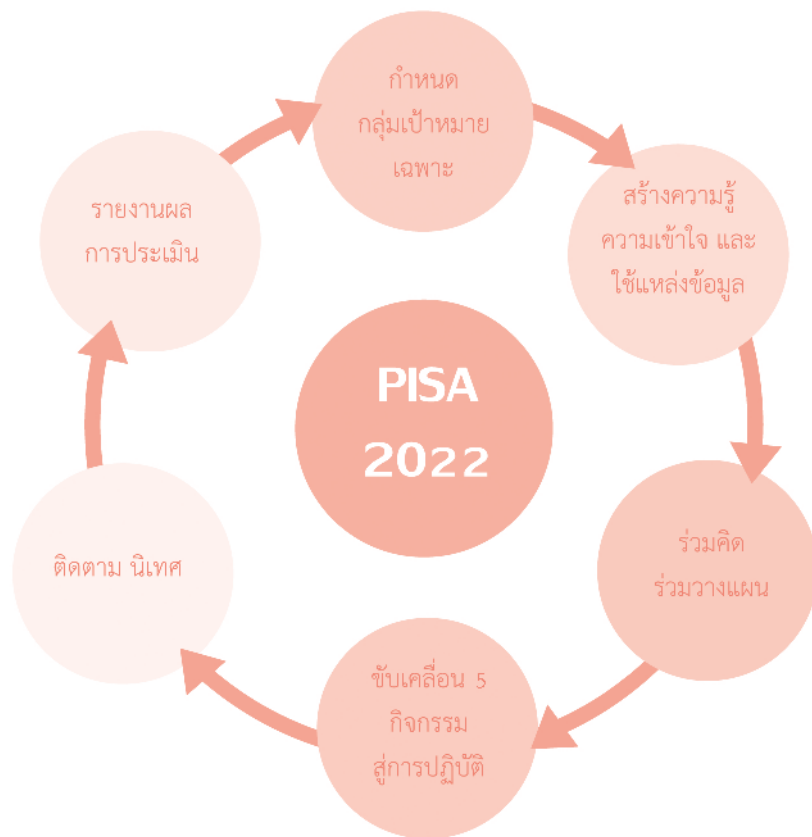 กำหนด
กลุ่มเป้าหมาย
เฉพาะ
สร้างความรู้
ความเข้าใจ และ
ใช้แหล่งข้อมูล
ร่วมคิด
ร่วมวางแผน
ขับเคลื่อน 5
กิจกรรม
สู่การปฏิบัติ
ติดตาม นิเทศ
รายงานผล
การประเมิน
PISA
2022